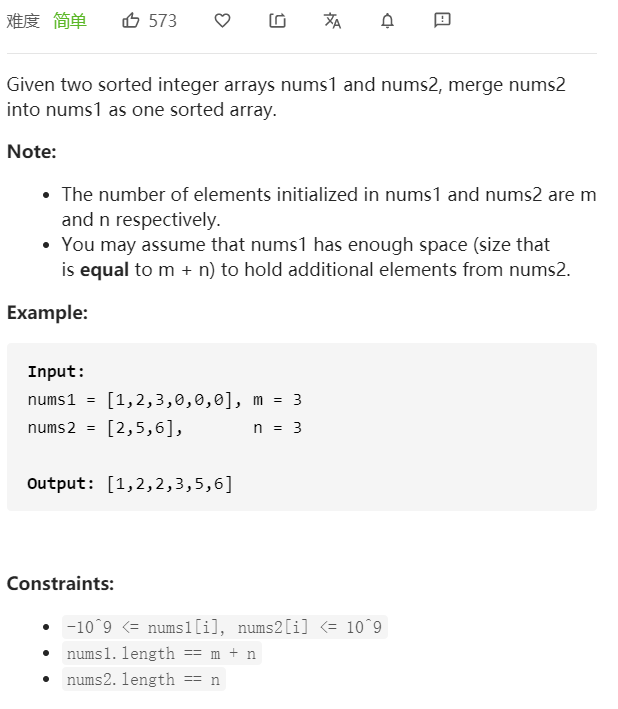 难度 简单 573
Given two sorted integer arrays nums1 and nums2, merge nums2
into nums1 as one sorted array.
Note:
• The number of elements initialized in nums1 and nums2 are m
and n respectively.
• You may assume that nums1 has enough space (size that
is equal to m + n) to hold additional elements from nums2.
Example:
Input:
nums1 = [1,2,3,0,0,0], m = 3
nums2 = [2,5,6],       n = 3
Output: [1,2,2,3,5,6]
Constraints:
• -10^9 <= nums1[i], nums2[i] <= 10^9
• nums1.length == m + n
• nums2.length == n